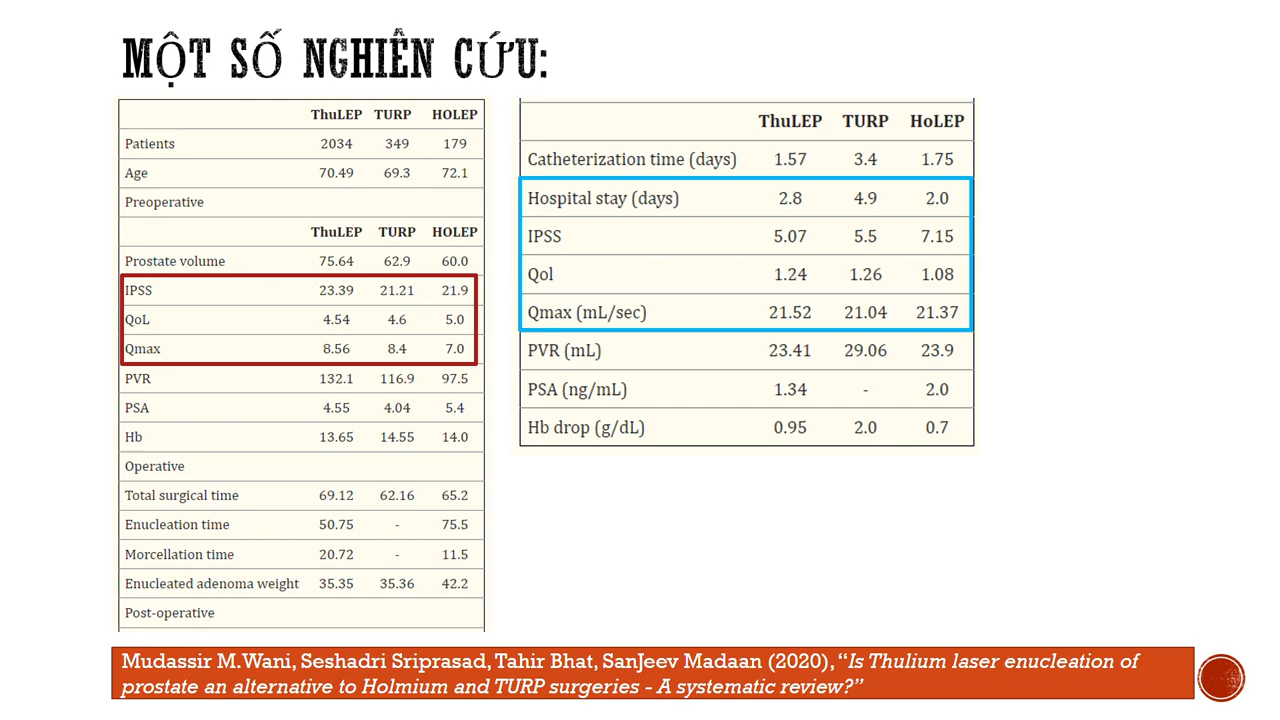 MỘT SỐ NGHIÊN CỨU:
ThuLEP TURP HOLEP
Patients 2034 349 179
Age 70.49 69.3 72.1
Preoperative
ThuLEP TURP HOLEP
Prostate volume 75.64 62.9 60.0
IPSS 23.39 21.21 21.9
QoL 4.54 4.6 5.0
Qmax 8.56 8.4 7.0
PVR 132.1 116.9 97.5
PSA 4.55 4.04 5.4
Hb 13.65 14.55 14.0
Operative
Total surgical time 69.12 62.16 65.2
Enucleation time 50.75 - 75.5
Morcellation time 20.72 - 11.5
Enucleated adenoma weight 35.35 35.36 42.2
Post-operative
ThuLEP TURP HoLEP
Catheterization time (days) 1.57 3.4 1.75
Hospital stay (days) 2.8 4.9 2.0
IPSS 5.07 5.5 7.15
Qol 1.24 1.26 1.08
Qmax (mL/sec) 21.52 21.04 21.37
PVR (mL) 23.41 29.06 23.9
PSA (ng/mL) 1.34 - 2.0
Hb drop (g/dL) 0.95 2.0 0.7
Mudassir M.Wani, Seshadri Sriprasad, Tahir Bhat, SanJeev Madaan (2020), “Is Thulium laser enucleation of
prostate an alternative to Holmium and TURP surgeries - A systematic review?”